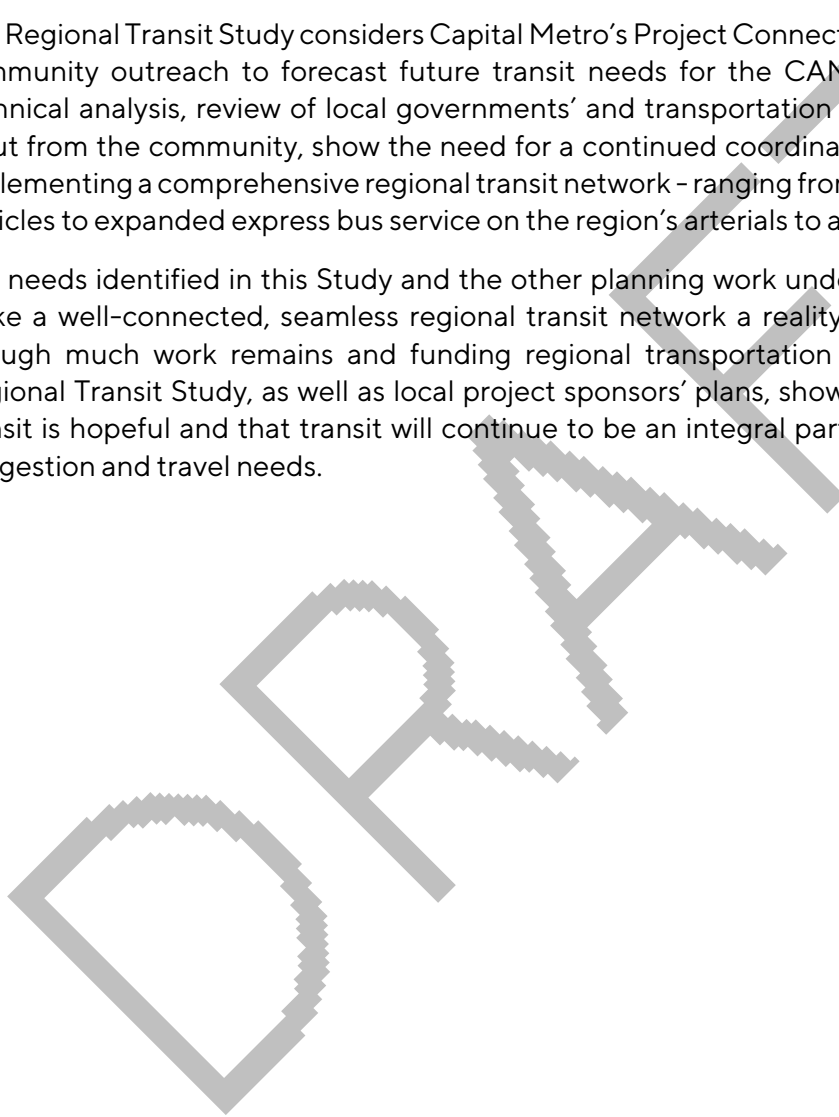 Regional Transit Study considers Capital Metro's Project Connect
mmunity outreach to forecast future transit needs for the CAM
hnical analysis, review of local governments' and transportation
ut from the community, show the need for a continued coordina
lementing a comprehensive regional transit network - ranging from
icles to expanded express bus service on the region's arterials to a
needs identified in this Study and the other planning work unde
ke a well-connected, seamless regional transit network a reality
ough much work remains and funding regional transportation
gional Transit Study, as well as local project sponsors' plans, show
nsit is hopeful and that transit will continue to be an integral part
gestion and travel needs.
DRAF